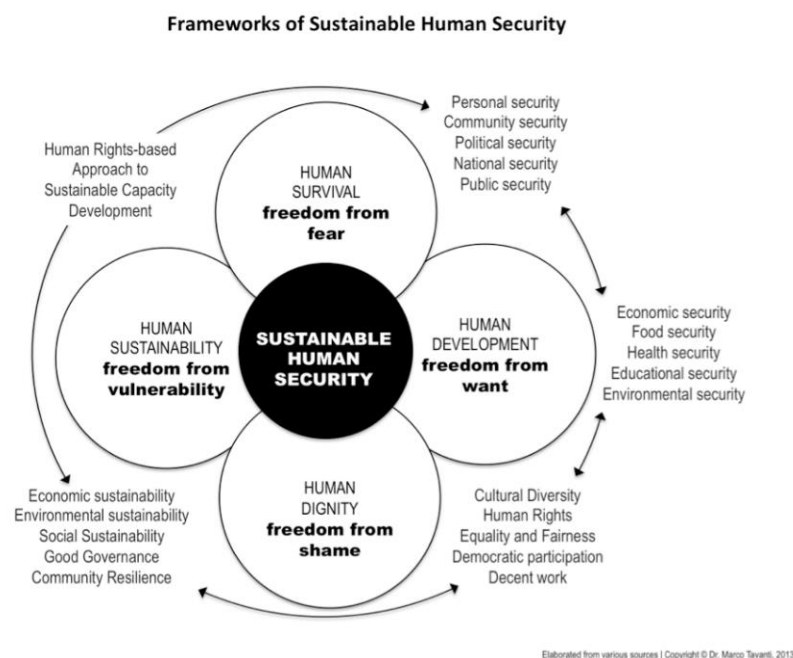 Frameworks of Sustainable Human Security
Human Rights-based
Approach to
Sustainable Capacity
Development
HUMAN
SURVIVAL
freedom from
fear
Personal security
Community security
Political security
National security
Public security
HUMAN
SUSTAINABILITY
freedom from
vulnerability
SUSTAINABLE
HUMAN
SECURITY
HUMAN
DEVELOPMENT
freedom from
want
Economic security
Food security
Health security
Educational security
Environmental security
Economic sustainability
Environmental sustainability
Social Sustainability
Good Governance
Community Resilience
HUMAN
DIGNITY
freedom from
shame
Cultural Diversity
Human Rights
Equality and Fairness
Democratic participation
Decent work
Elaborated from various sources | Copyright © Dr. Marco Tavanti, 2013